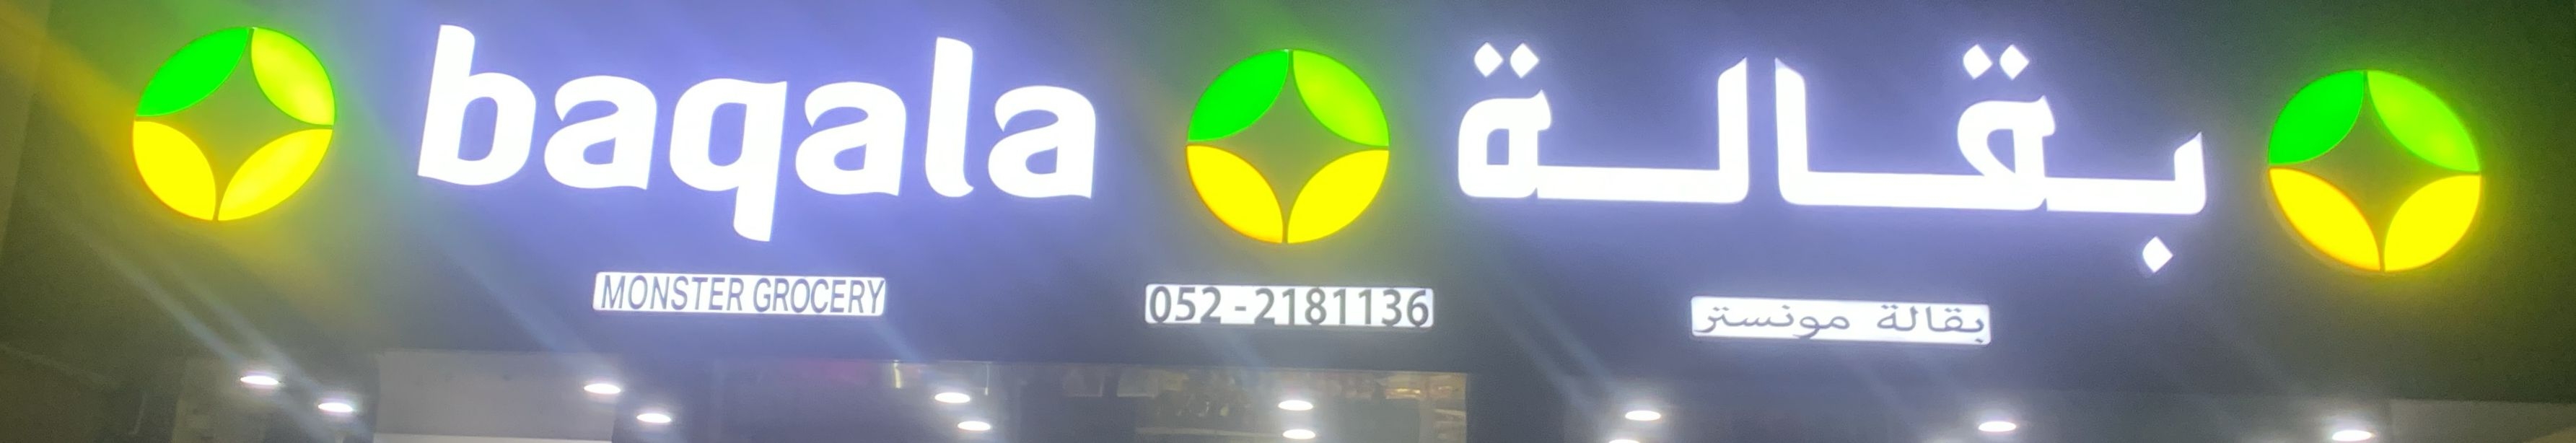 baqala بقالة
MONSTER GROCERY 052-2181136 بقالة مونستر